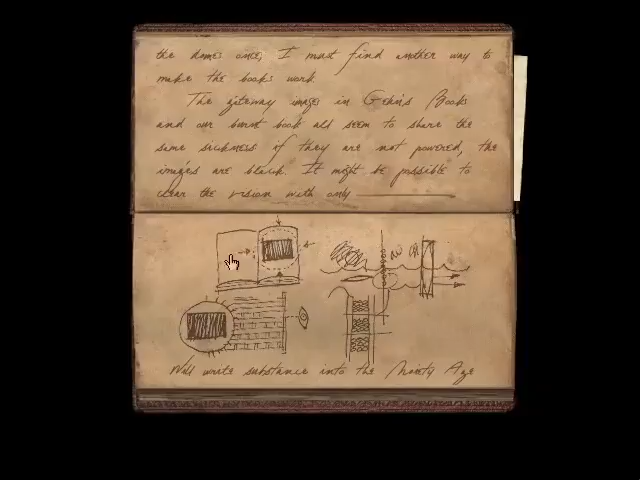 the domes once, I must find another way to
make the books work
The gateway images in Gehn's Books
and our burnt book all seem to share the
same sickness if they are not powered, the
images are black. It might be possible to
clear the vision with only
Will write substance into the Moiety Age